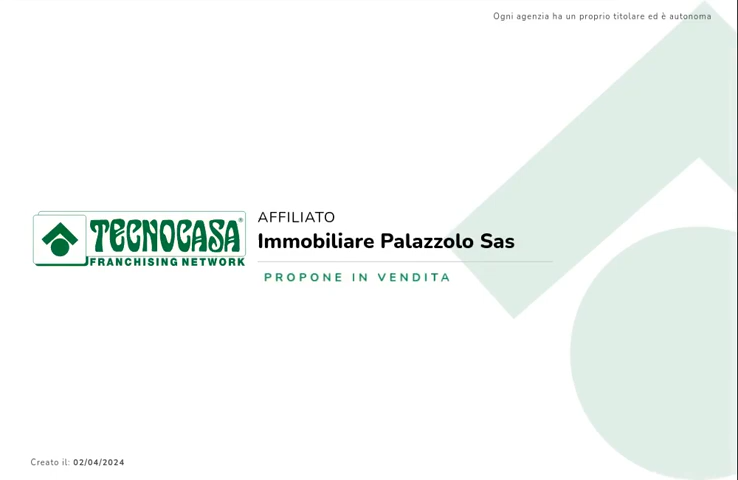 Ogni agenzia ha un proprio titolare ed è autonoma
TECNOCASA®
FRANCHISING NETWORK
AFFILIATO
Immobiliare Palazzolo Sas
PROPONE IN VENDITA
Creato il: 02/04/2024